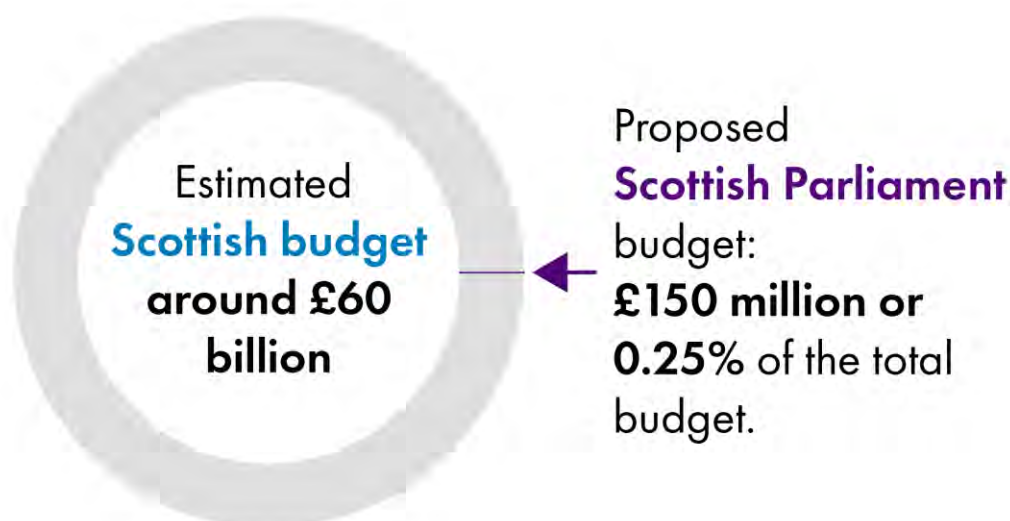 Estimated
Scottish budget
around £60
billion
Proposed
Scottish Parliament
budget:
£150 million or
0.25% of the total
budget.